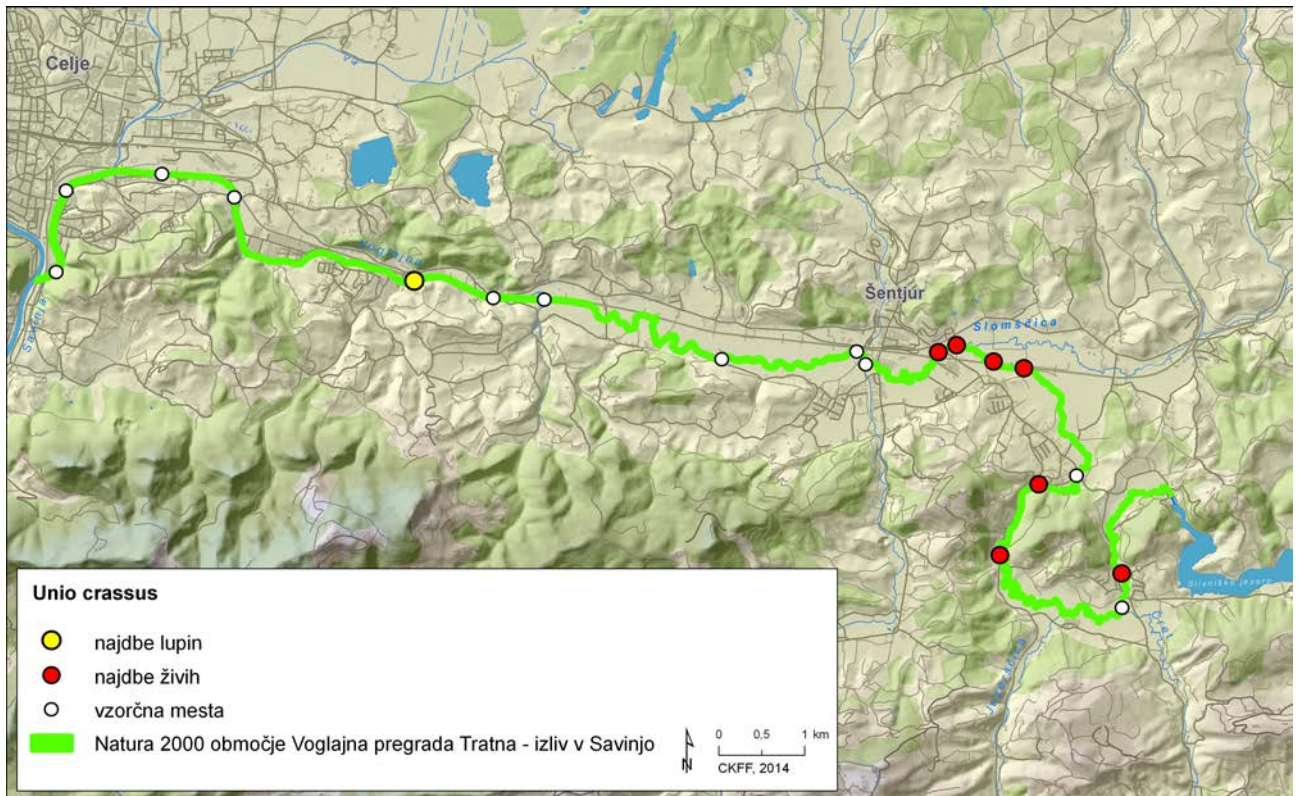 Celje
Voglajna
Šentjur
Slomščica
Savinja
Slivniško jezero
Jezerščica
Unio crassus
najdbe lupin
najdbe živih
vzorčna mesta
Natura 2000 območje Voglajna pregrada Tratna - izliv v Savinjo
N
0 0,5 1 km
CKFF, 2014